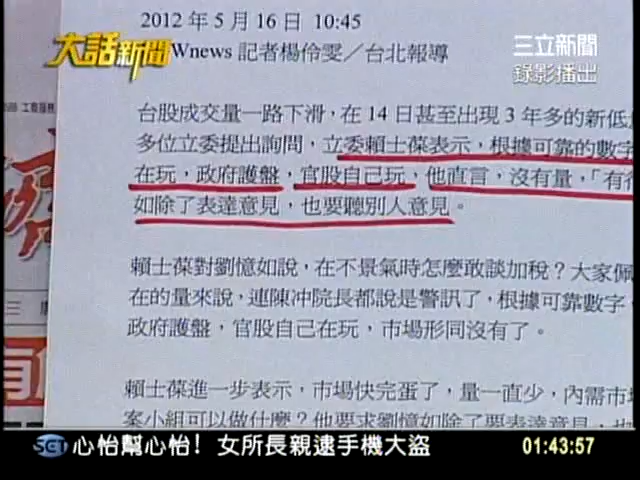 2012 年 5 月 16 日 10:45
大話新聞
Wnews 記者楊伶雯／台北報導
三立新聞
錄影播出
台股成交量一路下滑，在 14 日甚至出現 3 年多的新低
多位立委提出詢問，立委賴士葆表示，根據可靠的數字
在玩，政府護盤，官股自己玩，他直言，沒有量，「有行
如除了表達意見，也要聽別人意見。
賴士葆對劉憶如說，在不景氣時怎麼敢談加稅？大家佩
在的量來說，連陳冲院長都說是警訊了，根據可靠數字
政府護盤，官股自己在玩，市場形同沒有了。
賴士葆進一步表示，市場快完蛋了，量一直少，內需市場
案小組可以做什麼？他要求劉憶如除了要表達意見，也
SET 心怡幫心怡！ 女所長親逮手機大盜
01:43:57